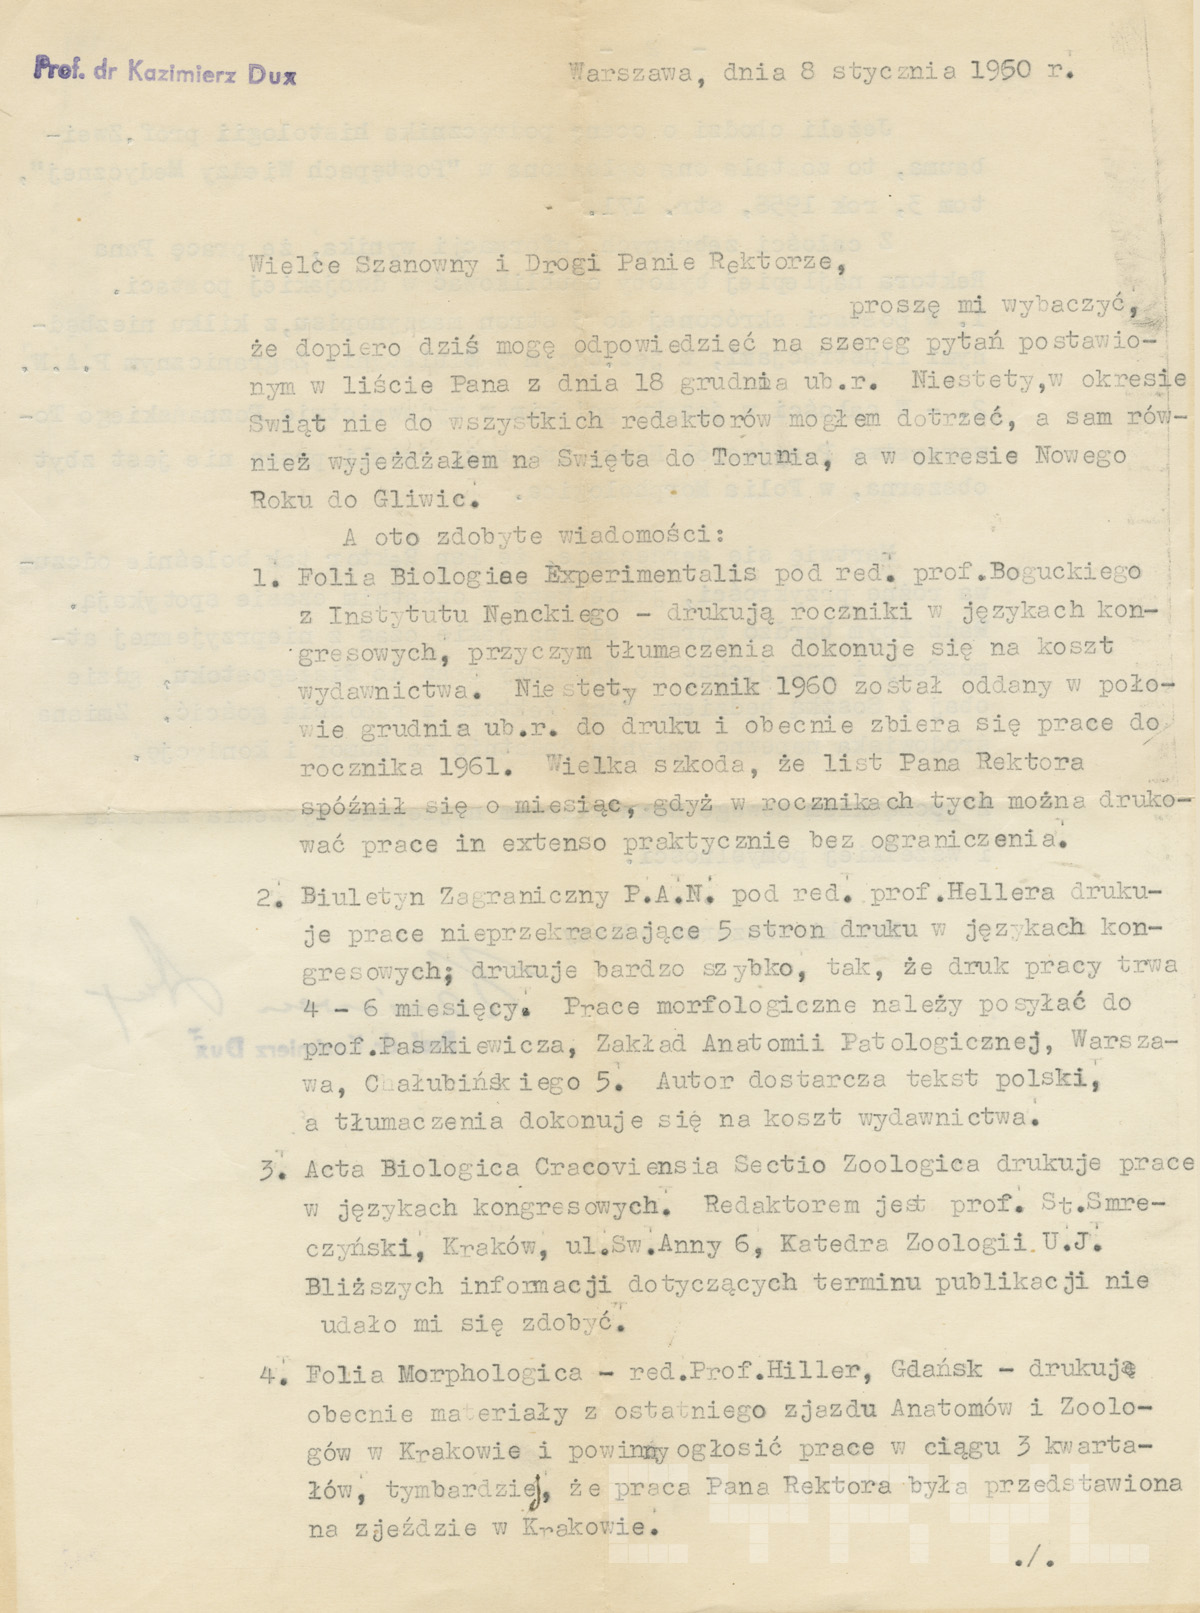 Prof. dr Kazimierz Dux
Warszawa, dnia 8 stycznia 1960 r.
Wielce Szanowny i Drogi Panie Rektorze,
proszę mi wybaczyć,
że dopiero dziś mogę odpowiedzieć na szereg pytań postawio-
nym w liście Pana z dnia 18 grudnia ub.r. Niestety,w okresie
Swiąt nie do wszystkich redaktorów mogłem dotrzeć, a sam rów-
nież wyjeżdżałem na Swięta do Torunia, a w okresie Nowego
Roku do Gliwic.
A oto zdobyte wiadomości:
1. Folia Biologiae Experimentalis pod red. prof.Boguckiego
z Instytutu Nenckiego - drukują roczniki w językach kon-
gresowych, przyczym tłumaczenia dokonuje się na koszt
wydawnictwa. Niestety rocznik 1960 został oddany w poło-
wie grudnia ub.r. do druku i obecnie zbiera się prace do
rocznika 1961. Wielka szkoda, że list Pana Rektora
spóźnił się o miesiąc, gdyż w rocznikach tych można druko-
wać prace in extenso praktycznie bez ograniczenia.
2. Biuletyn Zagraniczny P.A.N. pod red. prof.Hellera druku-
je prace nieprzekraczające 5 stron druku w językach kon-
gresowych; drukuje bardzo szybko, tak, że druk pracy trwa
4 - 6 miesięcy. Prace morfologiczne należy posyłać do
prof.Paszkiewicza, Zakład Anatomii Patologicznej, Warsza-
wa, Chałubińskiego 5. Autor dostarcza tekst polski,
a tłumaczenia dokonuje się na koszt wydawnictwa.
3. Acta Biologica Cracoviensia Sectio Zoologica drukuje prace
w językach kongresowych. Redaktorem jest prof. St.Smre-
czyński, Kraków, ul.Sw.Anny 6, Katedra Zoologii U.J.
Bliższych informacji dotyczących terminu publikacji nie
udało mi się zdobyć.
4. Folia Morphologica - red.Prof.Hiller, Gdańsk - drukują
obecnie materiały z ostatniego zjazdu Anatomów i Zoolo-
gów w Krakowie i powinny ogłosić prace w ciągu 3 kwarta-
łów, tymbardziej, że praca Pana Rektora była przedstawiona
na zjeździe w Krakowie.
./.